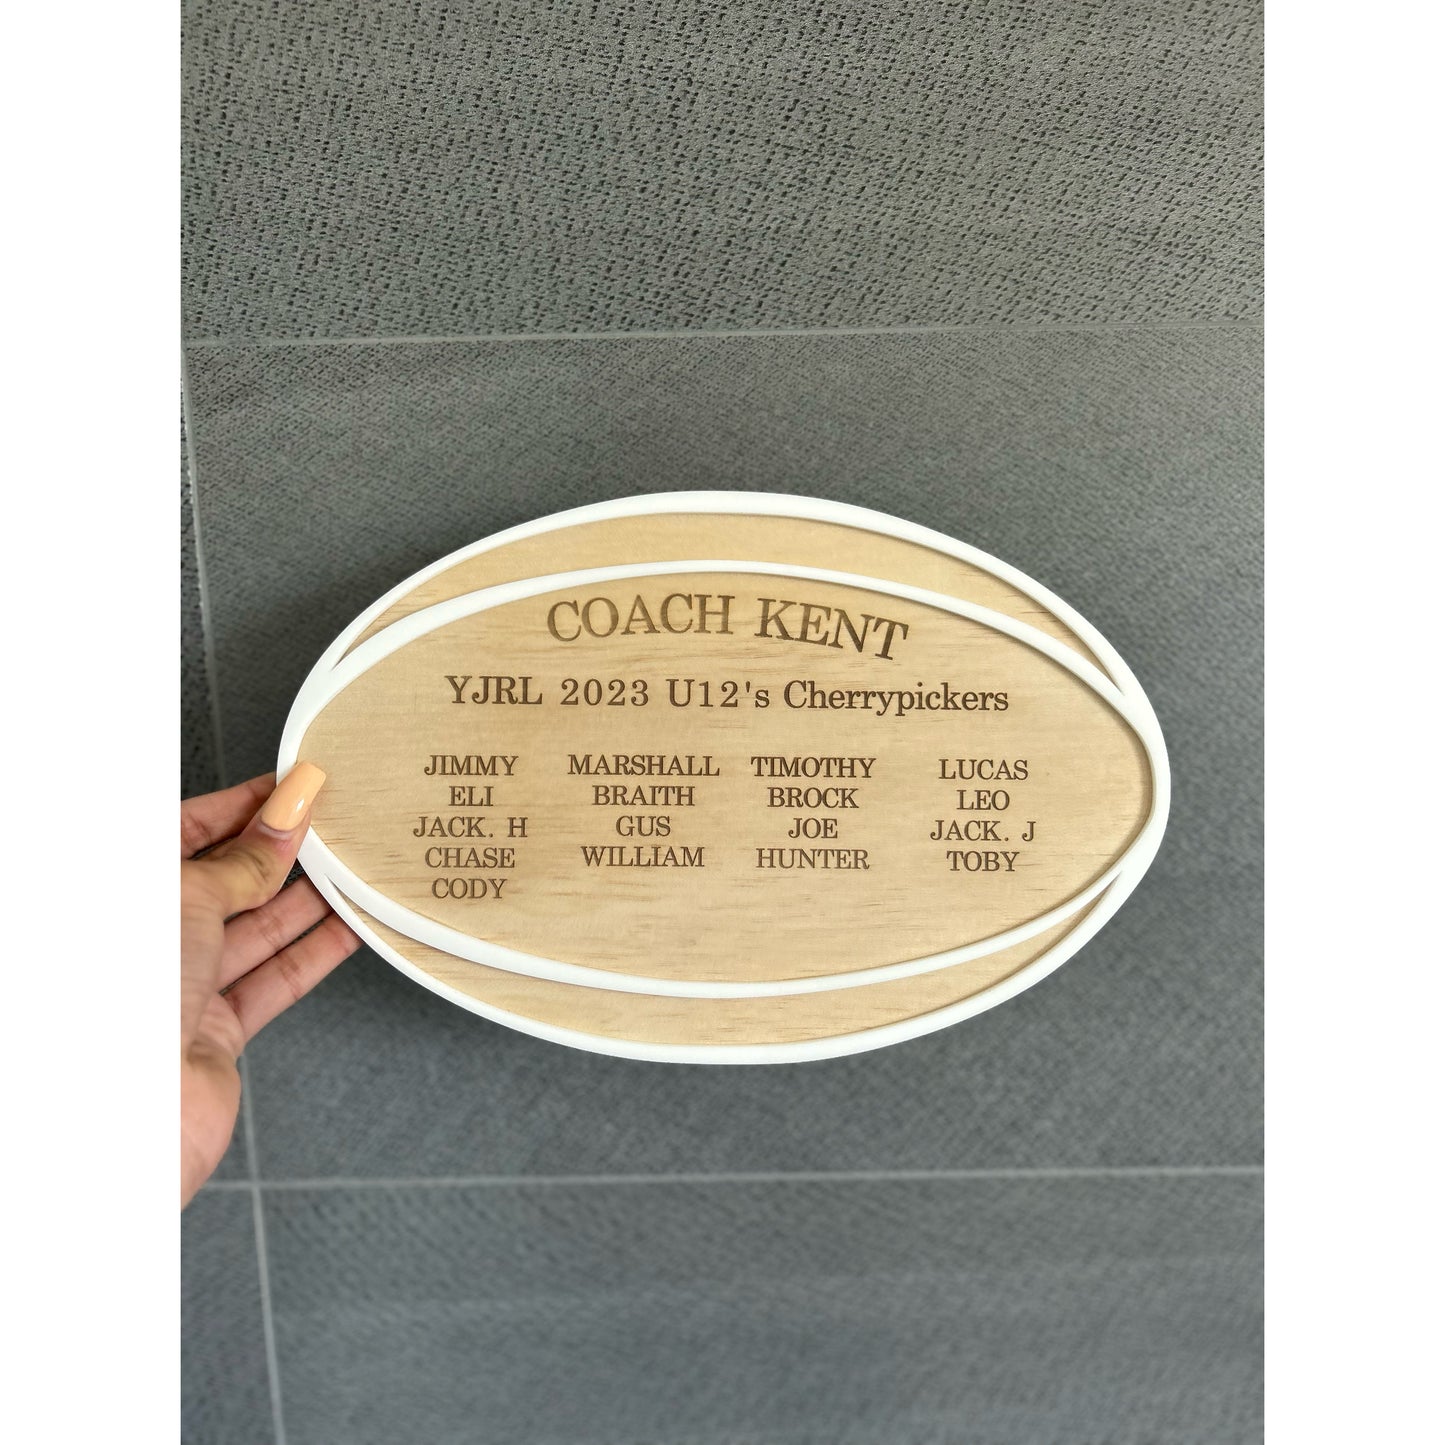 COACH KENT
YJRL 2023 U12's Cherrypickers
JIMMY MARSHALL TIMOTHY LUCAS
ELI BRAITH BROCK LEO
JACK. H GUS JOE JACK. J
CHASE WILLIAM HUNTER TOBY
CODY